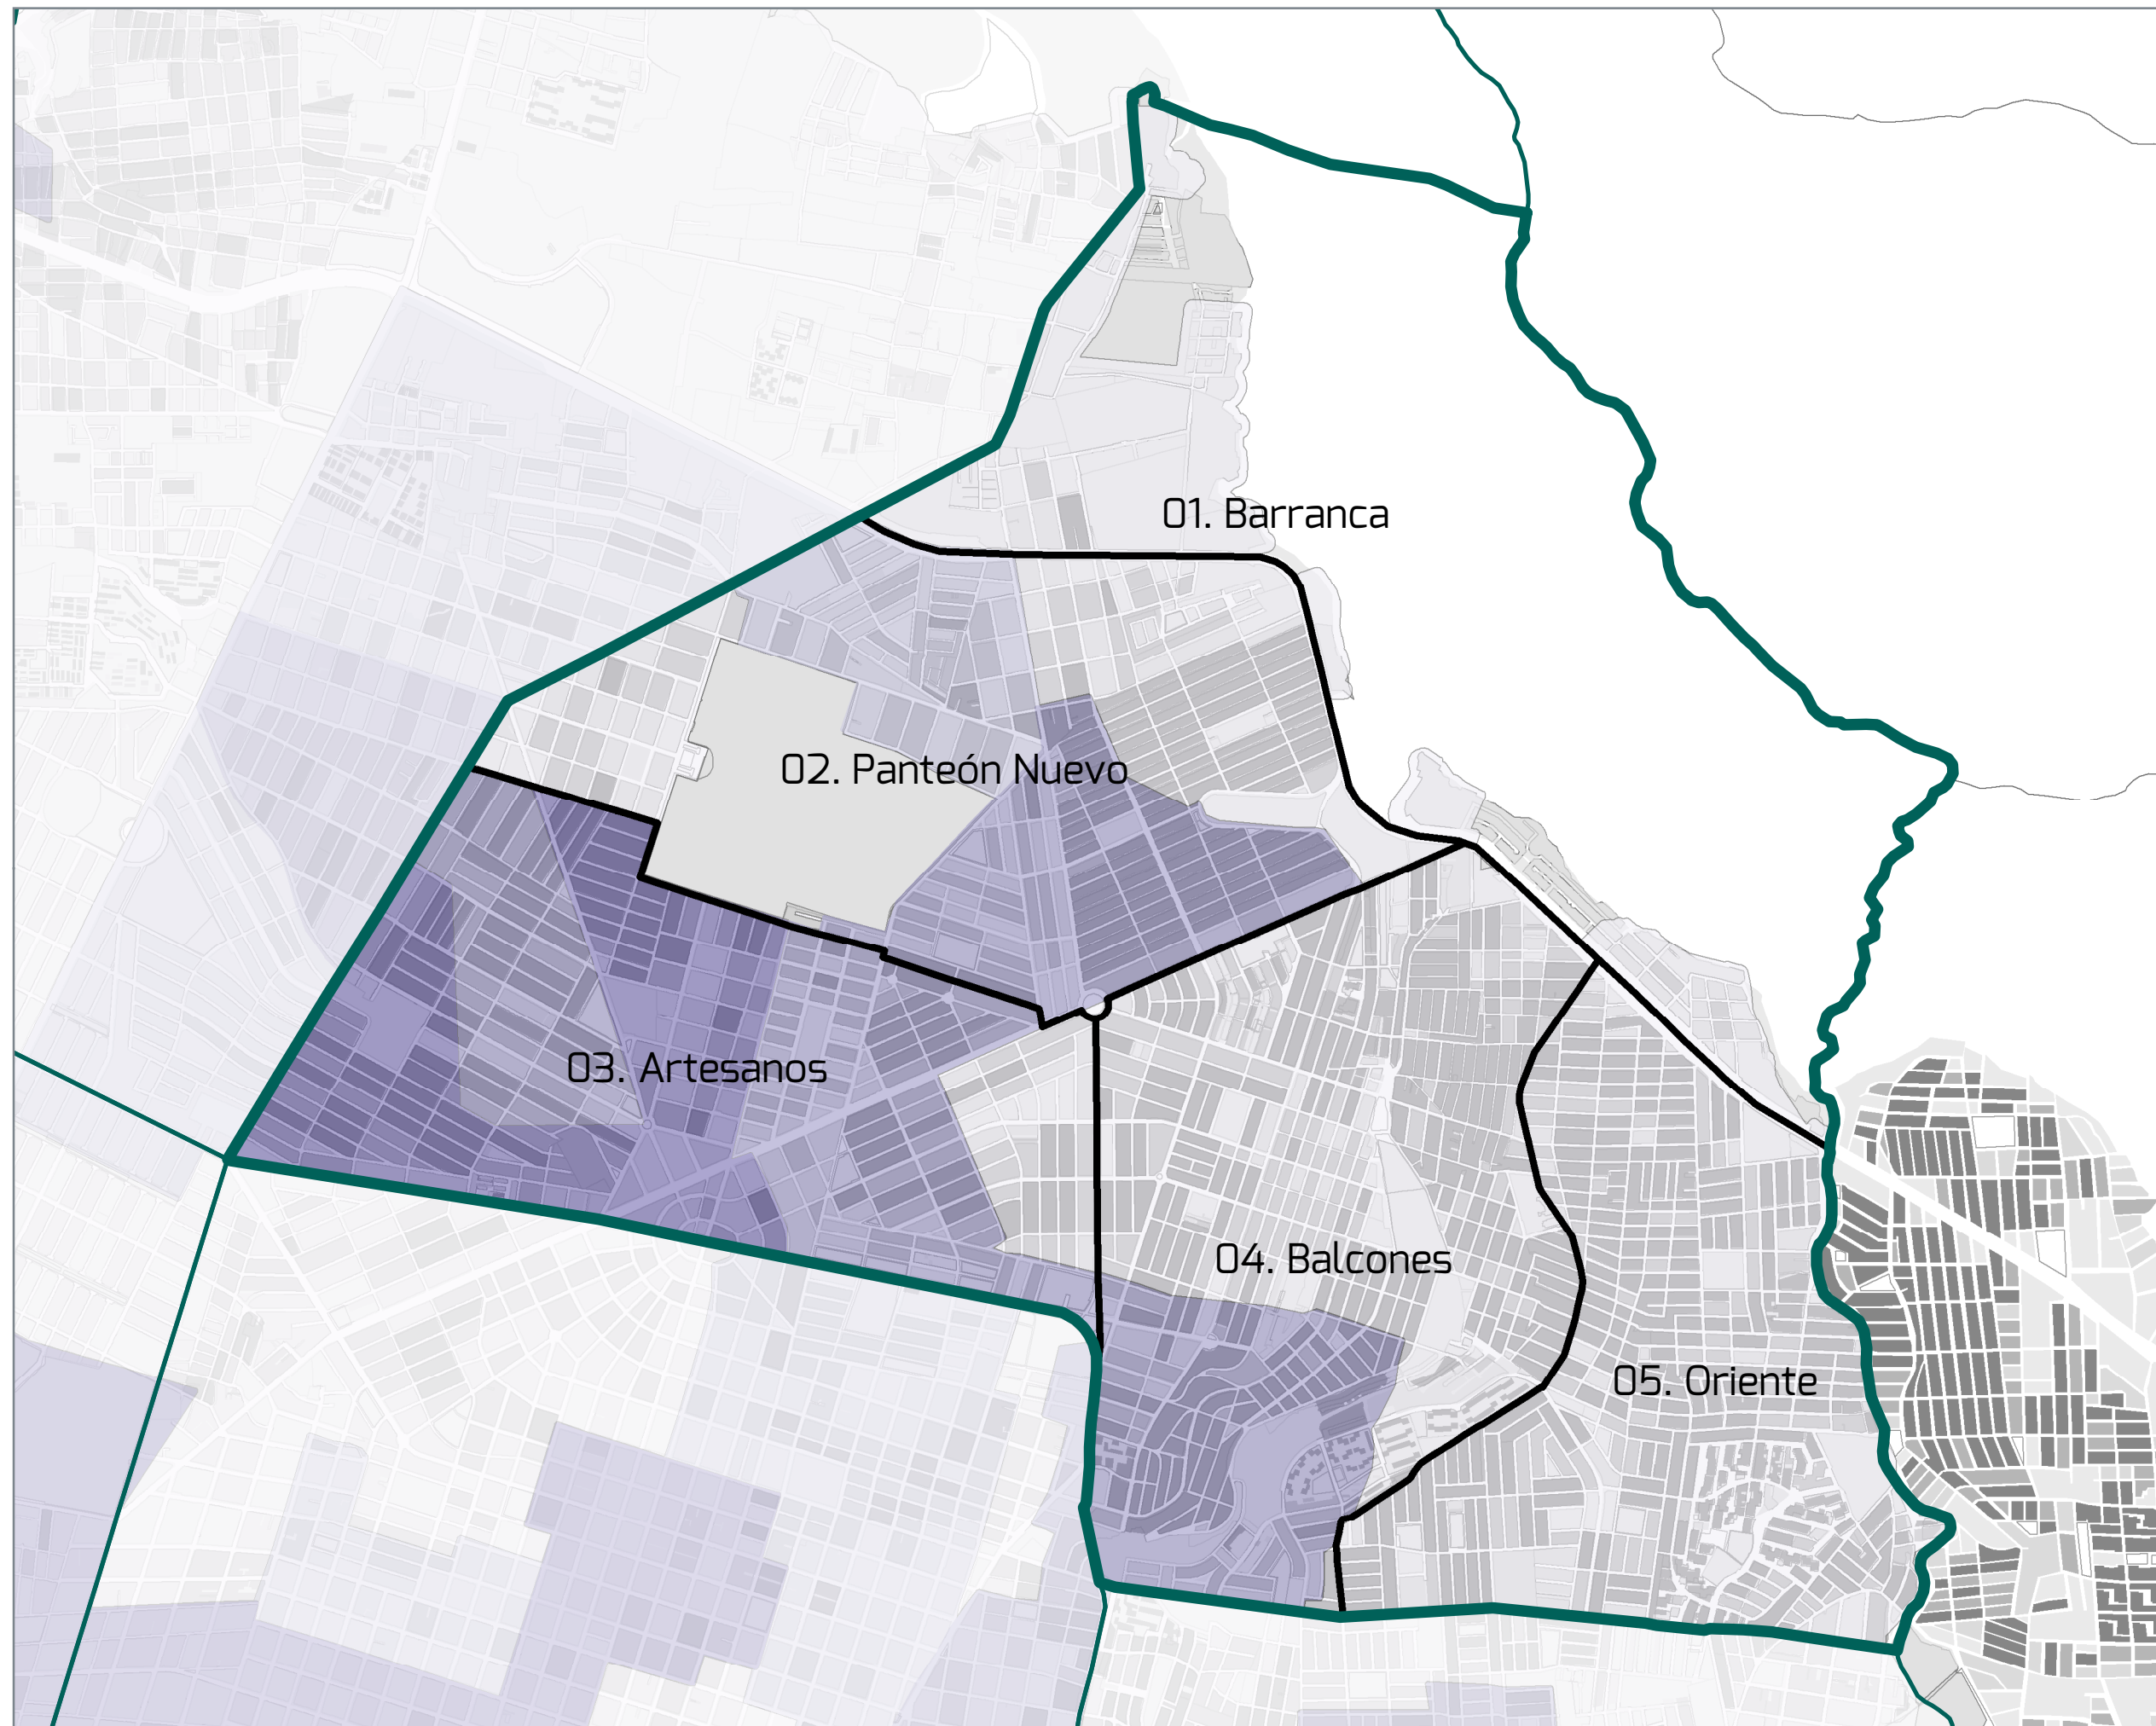 01. Barranca
02. Panteón Nuevo
03. Artesanos
04. Balcones
05. Oriente